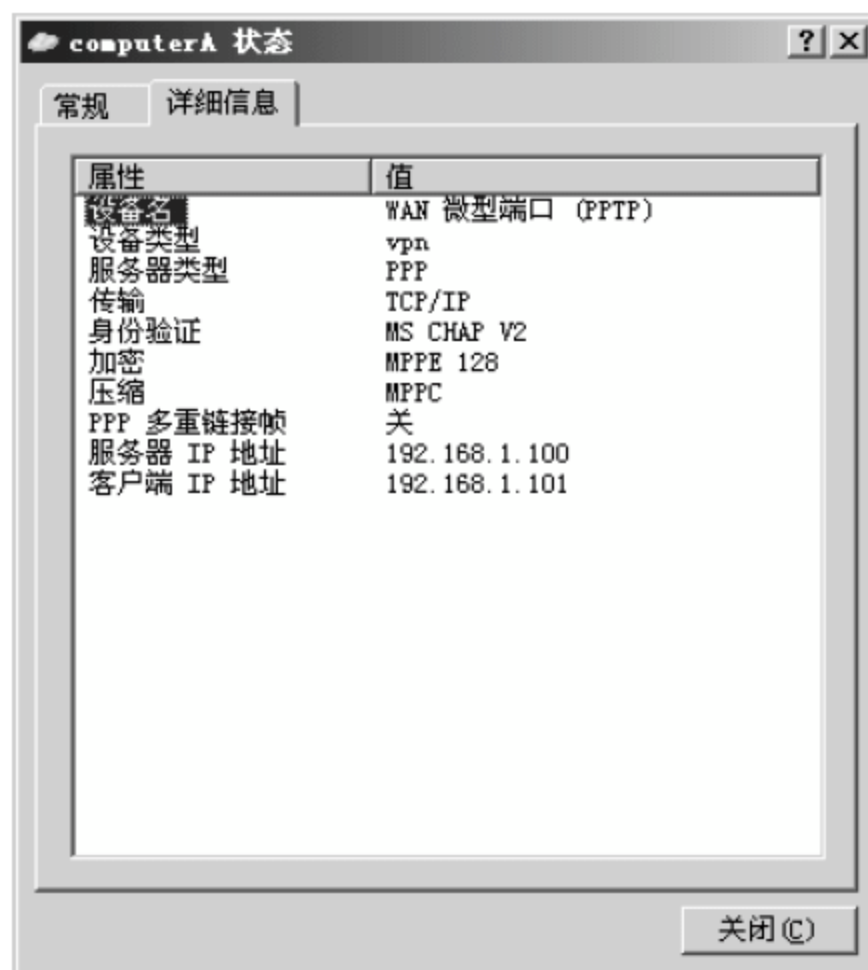 computerA 状态
常规 详细信息
属性 值
设备名 WAN 微型端口 (PPTP)
设备类型 vpn
服务器类型 PPP
传输 TCP/IP
身份验证 MS CHAP V2
加密 MPPE 128
压缩 MPPC
PPP 多重链接帧 关
服务器 IP 地址 192.168.1.100
客户端 IP 地址 192.168.1.101
关闭(C)